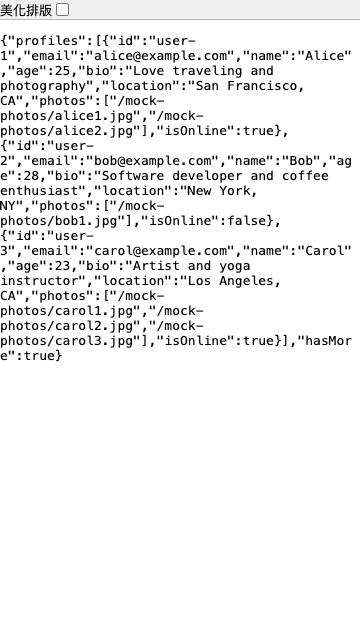 美化排版
{"profiles":[{"id":"user-
1","email":"alice@example.com","name":"Alice"
,"age":25,"bio":"Love traveling and
photography","location":"San Francisco,
CA","photos":["/mock-
photos/alice1.jpg","/mock-
photos/alice2.jpg"],"isOnline":true},
{"id":"user-
2","email":"bob@example.com","name":"Bob","ag
e":28,"bio":"Software developer and coffee
enthusiast","location":"New York,
NY","photos":["/mock-
photos/bob1.jpg"],"isOnline":false},
{"id":"user-
3","email":"carol@example.com","name":"Carol"
,"age":23,"bio":"Artist and yoga
instructor","location":"Los Angeles,
CA","photos":["/mock-
photos/carol1.jpg","/mock-
photos/carol2.jpg","/mock-
photos/carol3.jpg"],"isOnline":true}],"hasMor
e":true}